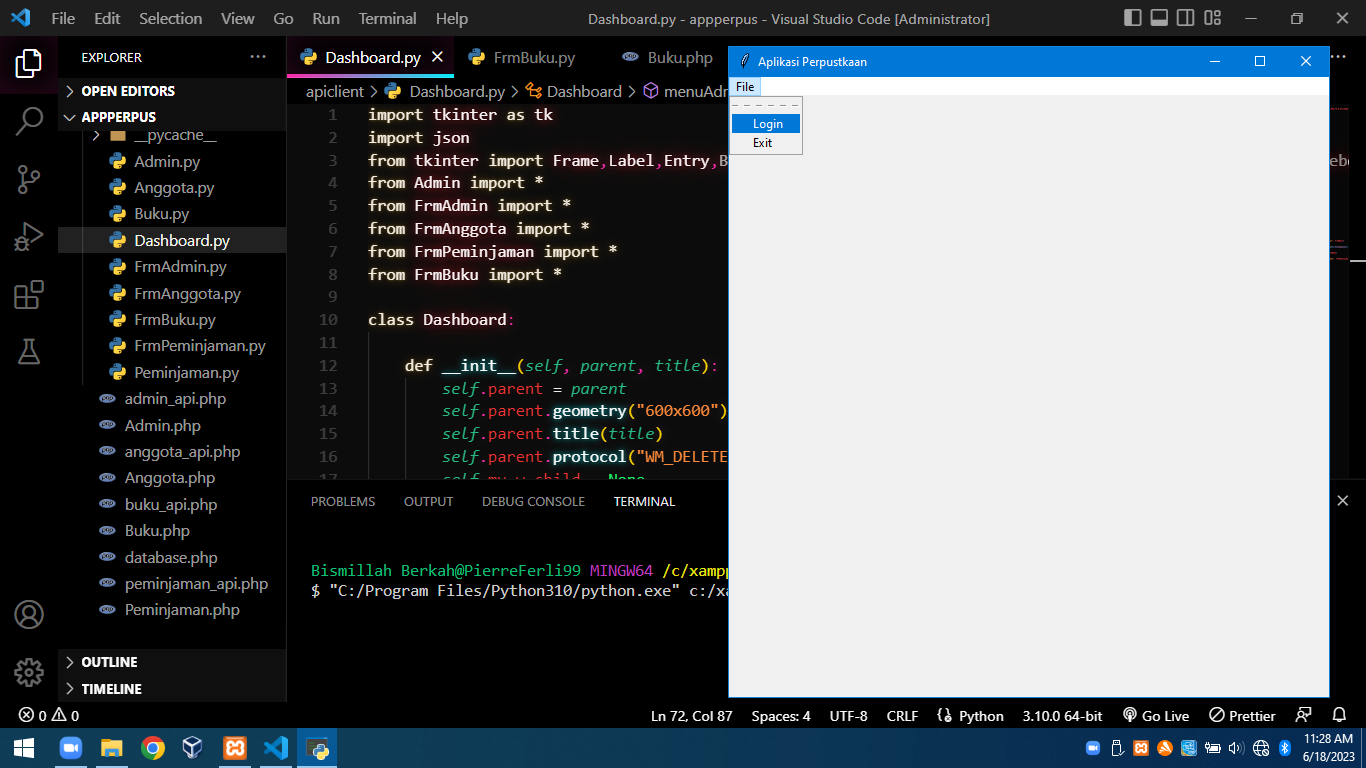 File Edit Selection View Go Run Terminal Help
Dashboard.py - appperpus - Visual Studio Code [Administrator]
EXPLORER
OPEN EDITORS
APPPERPUS
__pycache__
Admin.py
Anggota.py
Buku.py
Dashboard.py
FrmAdmin.py
FrmAnggota.py
FrmBuku.py
FrmPeminjaman.py
Peminjaman.py
admin_api.php
Admin.php
anggota_api.php
Anggota.php
buku_api.php
Buku.php
database.php
peminjaman_api.php
Peminjaman.php
OUTLINE
TIMELINE
Dashboard.py FrmBuku.py Buku.php
apiclient > Dashboard.py > Dashboard > menuAdr
1 import tkinter as tk
2 import json
3 from tkinter import Frame,Label,Entry,B
4 from Admin import *
5 from FrmAdmin import *
6 from FrmAnggota import *
7 from FrmPeminjaman import *
8 from FrmBuku import *
9
10 class Dashboard:
11
12 def __init__(self, parent, title):
13 self.parent = parent
14 self.parent.geometry("600x600")
15 self.parent.title(title)
16 self.parent.protocol("WM_DELETE
17 self.my_w_child = None
PROBLEMS OUTPUT DEBUG CONSOLE TERMINAL
Bismillah Berkah@PierreFerli99 MINGW64 /c/xampp
$ "C:/Program Files/Python310/python.exe" c:/xa
Aplikasi Perpustkaan
File
Login
Exit
0 0
Ln 72, Col 87 Spaces: 4 UTF-8 CRLF Python 3.10.0 64-bit Go Live Prettier
11:28 AM
6/18/2023